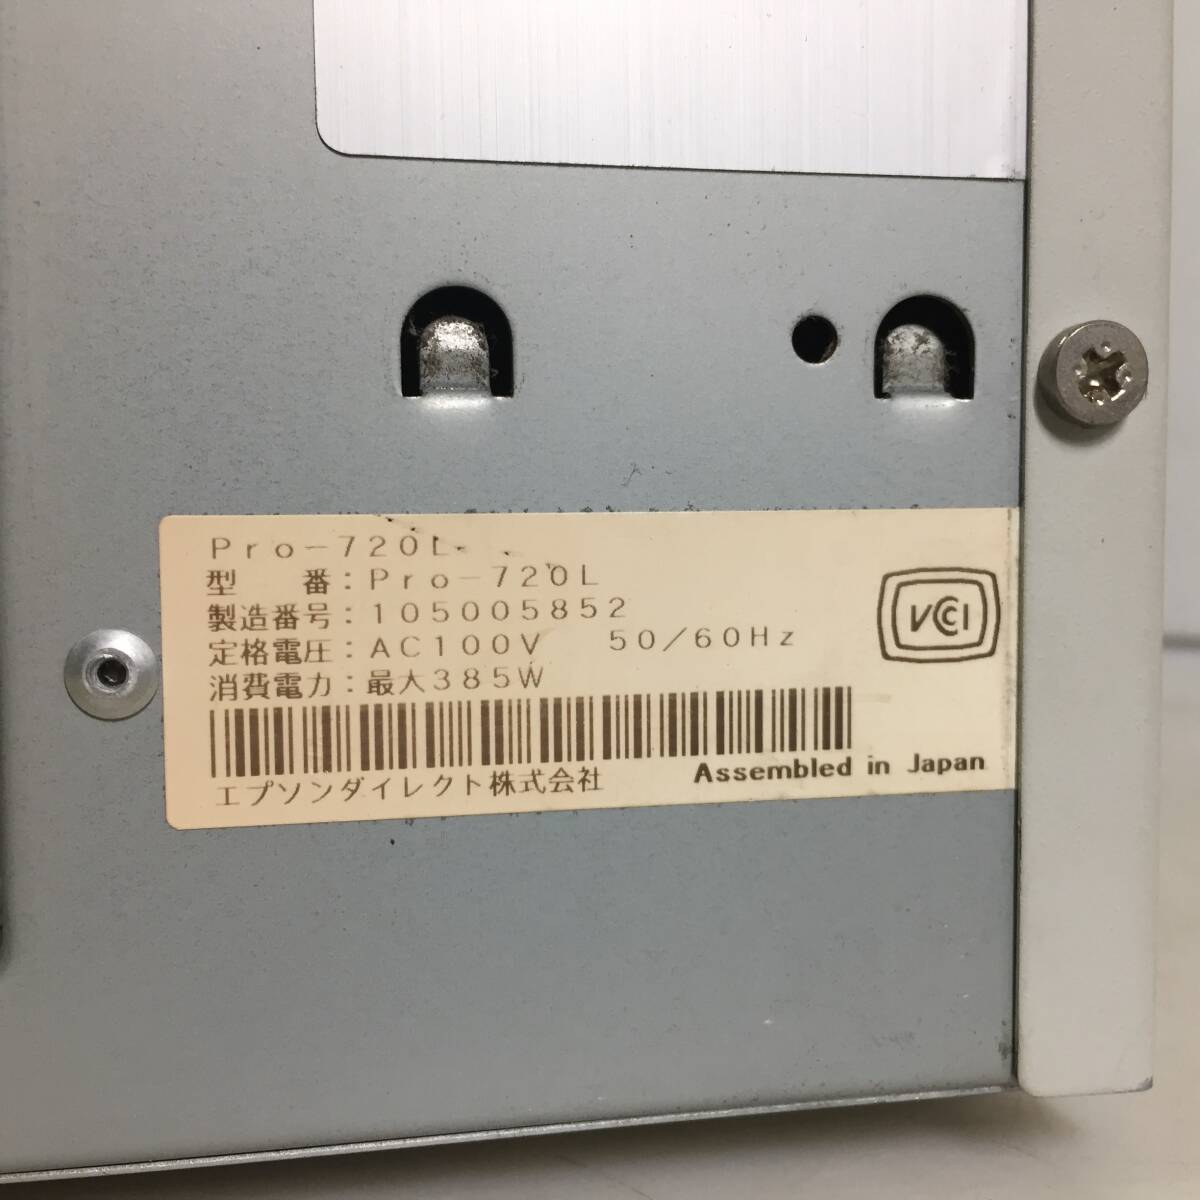 Pro-720L
型　　番：Pro-720L
製造番号：105005852
定格電圧：AC100V　50/60Hz
消費電力：最大385W
VCCI
エプソンダイレクト株式会社
Assembled in Japan